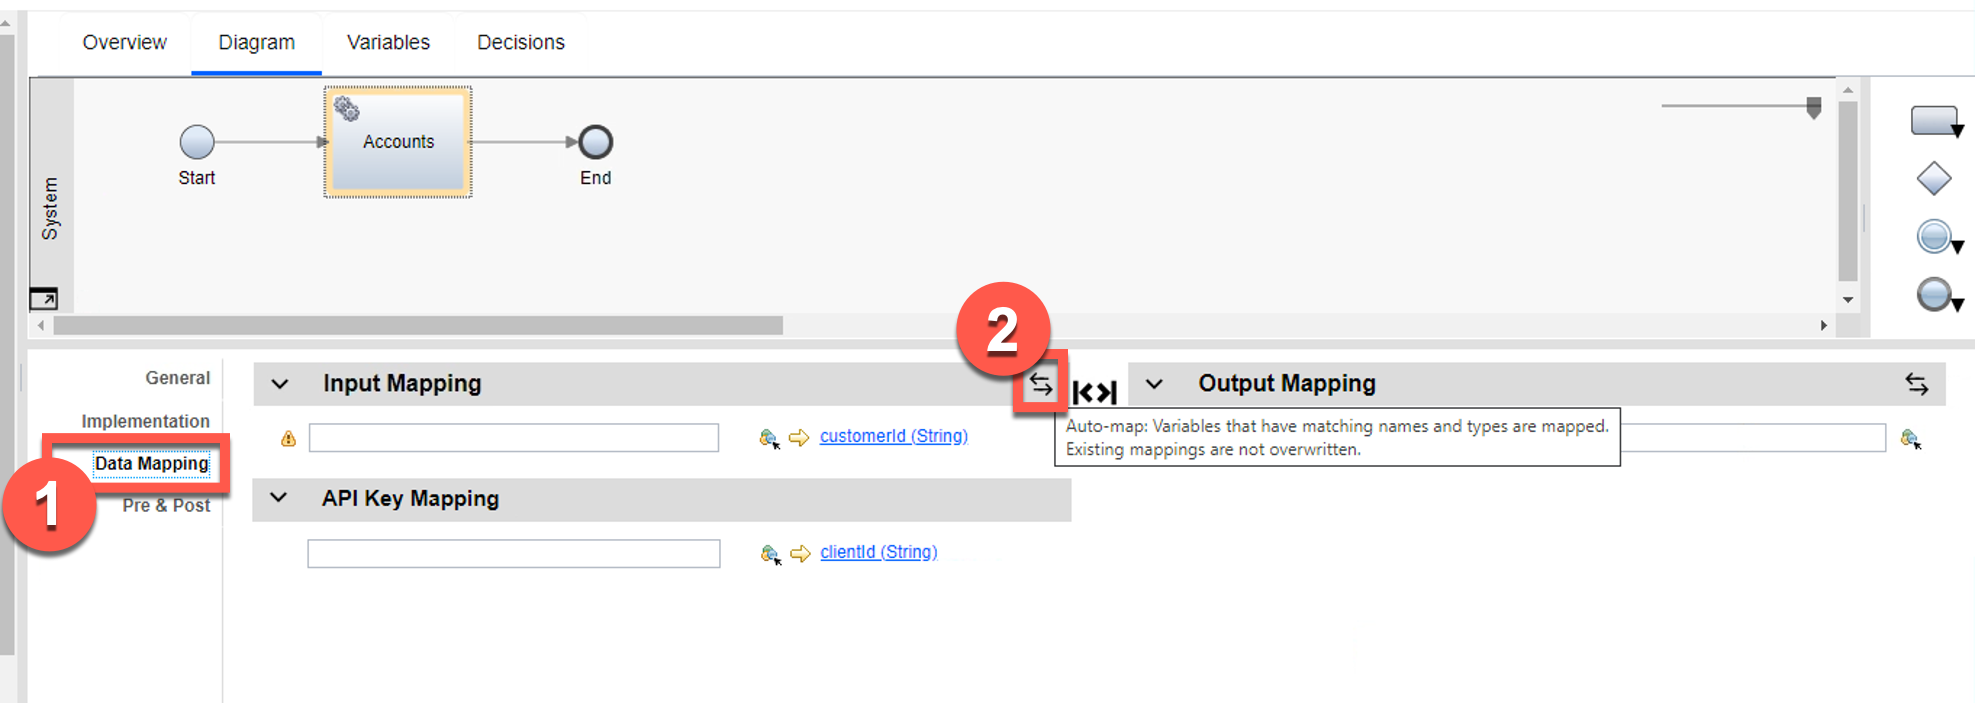 Overview Diagram Variables Decisions
System
Accounts
Start
End
2
General
Input Mapping
Output Mapping
Implementation
customerId (String)
Auto-map: Variables that have matching names and types are mapped.
Existing mappings are not overwritten.
Data Mapping
1
Pre & Post
API Key Mapping
clientId (String)